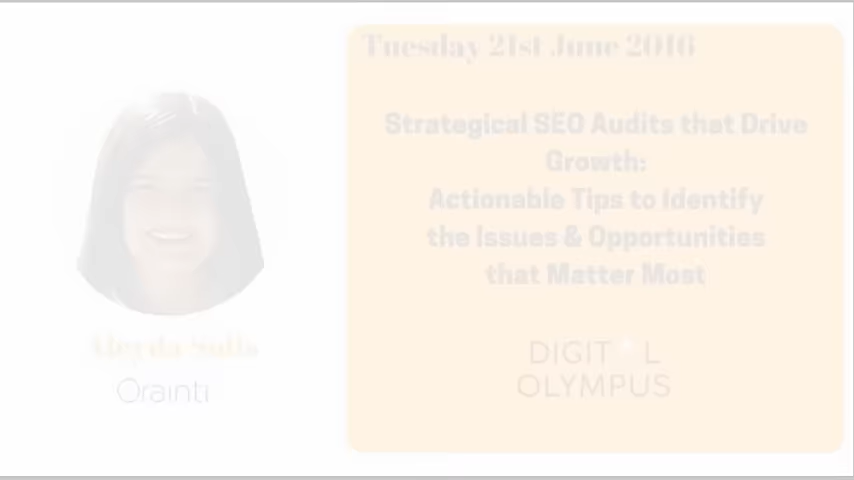 Tuesday 21st June 2016
Strategical SEO Audits that Drive
Growth:
Actionable Tips to Identify
the Issues & Opportunities
that Matter Most
Aleyda Solis
Orainti
DIGIT L
OLYMPUS